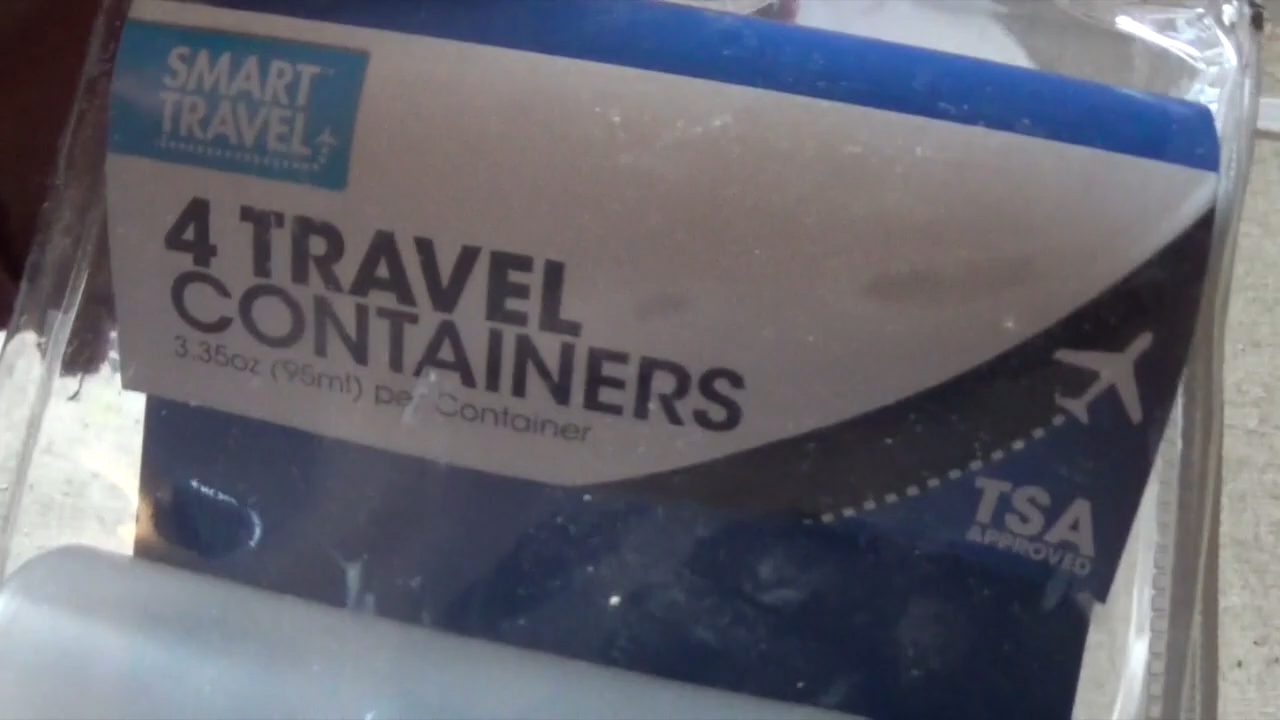 SMART
TRAVEL
4 TRAVEL
CONTAINERS
3.35oz (95ml) per Container
TSA
APPROVED